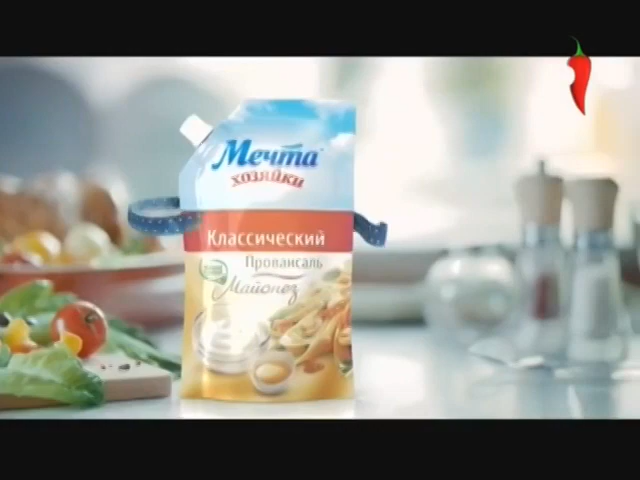 Мечта
хозяйки
Классический
Провансаль
Майонез